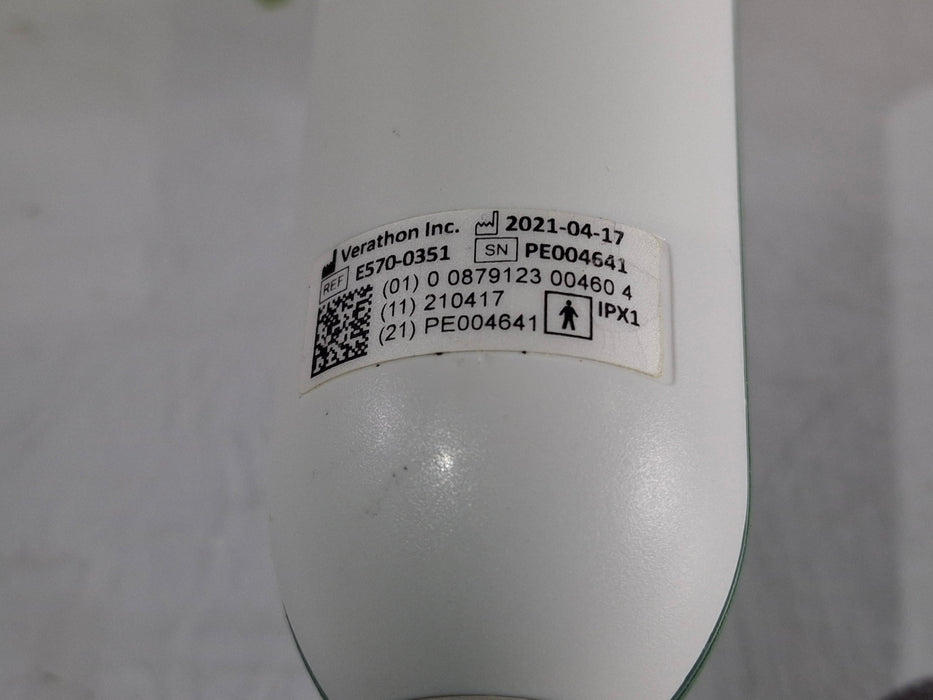 Verathon Inc. 2021-04-17
REF E570-0351 SN PE004641
(01) 0 0879123 00460 4
(11) 210417
(21) PE004641
IPX1